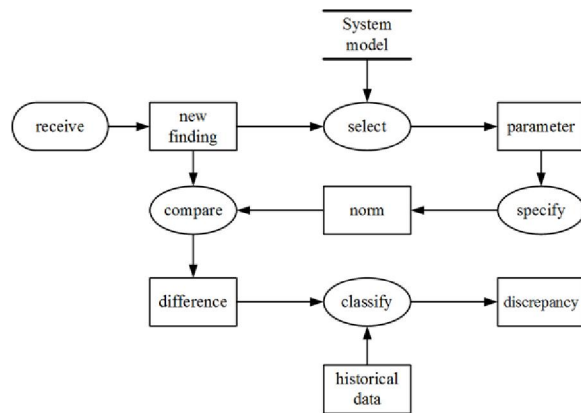 System
model
receive
new
finding
select
parameter
compare
norm
specify
difference
classify
discrepancy
historical
data